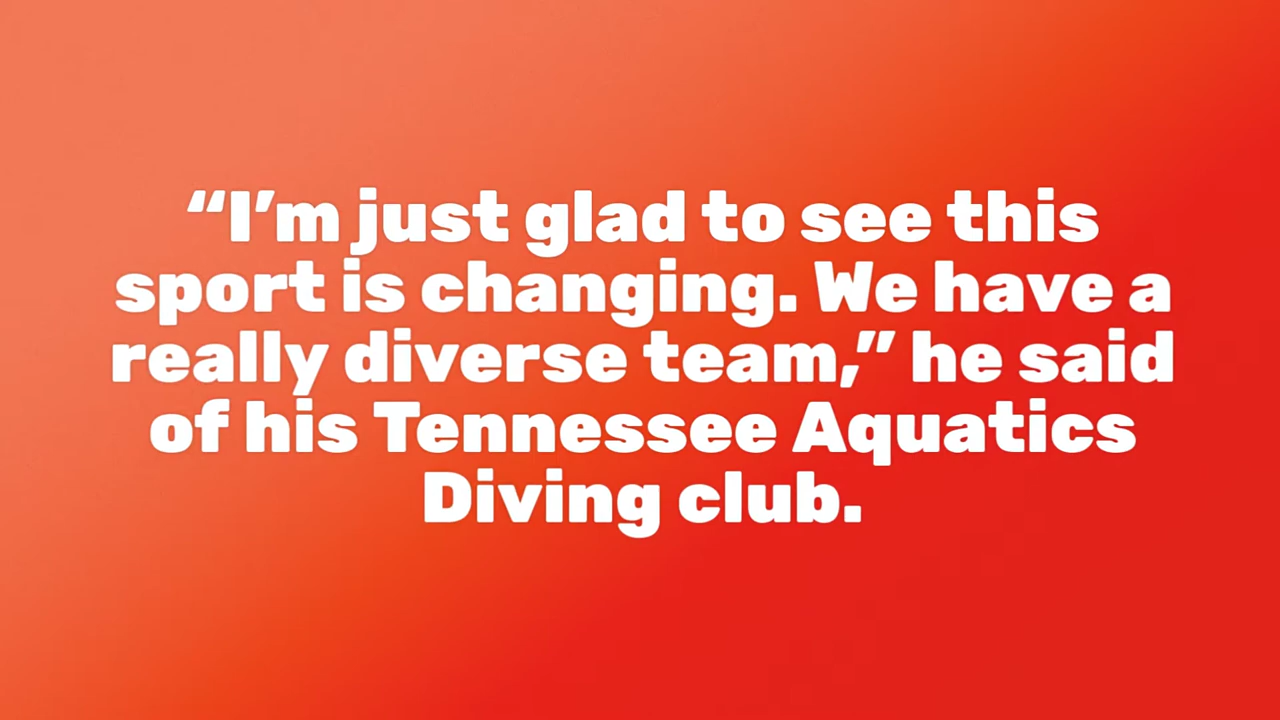 “I’m just glad to see this
sport is changing. We have a
really diverse team,” he said
of his Tennessee Aquatics
Diving club.